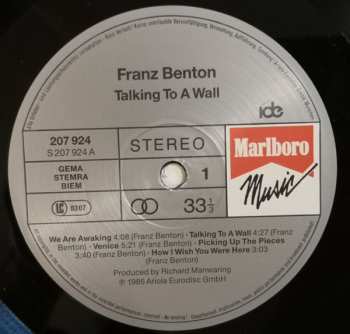 Franz Benton
Talking To A Wall
ide
207 924
S 207 924 A
STEREO
GEMA
STEMRA
BIEM
1
LC 8307
33 1/3
Marlboro
Music
We Are Awaking 4:08 (Franz Benton) · Talking To A Wall 4:27 (Franz
Benton) · Venice 5:21 (Franz Benton) · Picking Up The Pieces
3:40 (Franz Benton) · How I Wish You Were Here 3:03
(Franz Benton)
Produced by Richard Manwaring
℗ 1986 Ariola Eurodisc GmbH